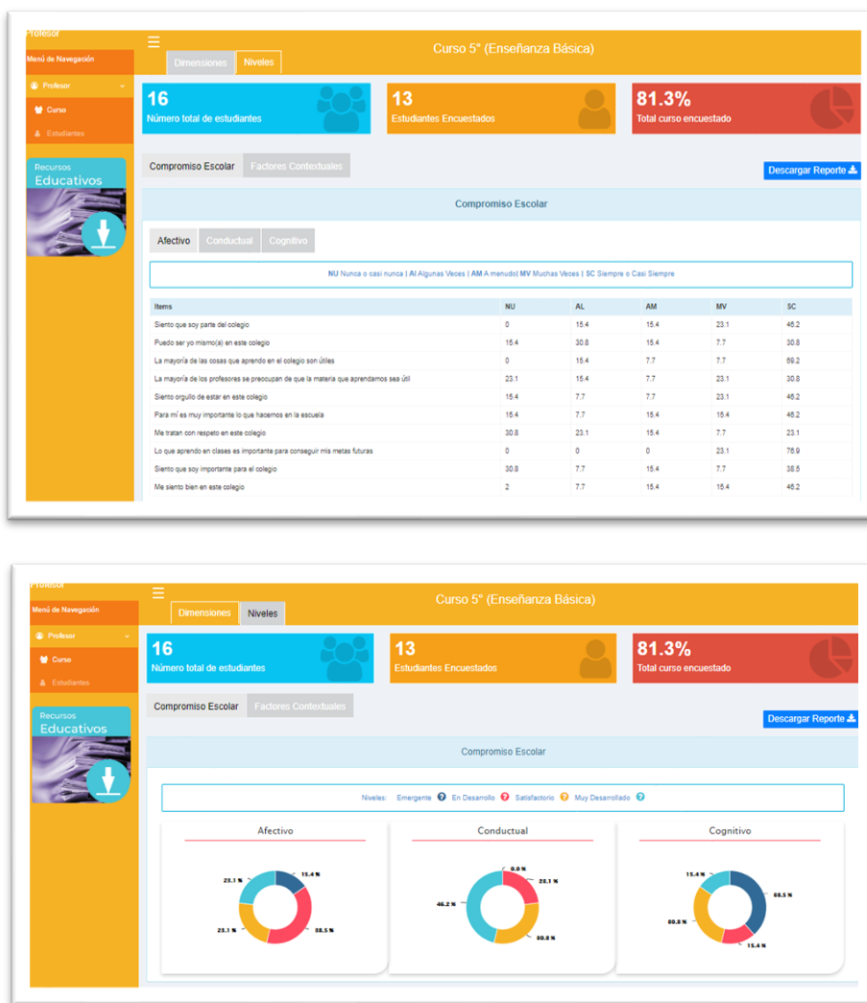 Profesor
Menú de Navegación
Profesor
Curso
Estudiantes
Recursos
Educativos
Curso 5° (Enseñanza Básica)
Dimensiones Niveles
16
Número total de estudiantes
13
Estudiantes Encuestados
81.3%
Total curso encuestado
Compromiso Escolar Factores Contextuales
Descargar Reporte
Compromiso Escolar
Afectivo Conductual Cognitivo
NU Nunca o casi nunca | Al Algunas Veces | AM A menudo| MV Muchas Veces | SC Siempre o Casi Siempre
Items NU AL AM MV SC
Siento que soy parte del colegio 0 15.4 15.4 23.1 46.2
Puedo ser yo mismo(a) en este colegio 15.4 30.8 15.4 7.7 30.8
La mayoría de las cosas que aprendo en el colegio son útiles 0 15.4 7.7 7.7 69.2
La mayoría de los profesores se preocupan de que la materia que aprendamos sea útil 23.1 15.4 7.7 23.1 30.8
Siento orgullo de estar en este colegio 15.4 7.7 7.7 23.1 46.2
Para mí es muy importante lo que hacemos en la escuela 15.4 7.7 15.4 15.4 46.2
Me tratan con respeto en este colegio 30.8 23.1 15.4 7.7 23.1
Lo que aprendo en clases es importante para conseguir mis metas futuras 0 0 0 23.1 76.9
Siento que soy importante para el colegio 30.8 7.7 15.4 7.7 38.5
Me siento bien en este colegio 2 7.7 15.4 15.4 46.2
Profesor
Menú de Navegación
Profesor
Curso
Estudiantes
Recursos
Educativos
Curso 5° (Enseñanza Básica)
Dimensiones Niveles
16
Número total de estudiantes
13
Estudiantes Encuestados
81.3%
Total curso encuestado
Compromiso Escolar Factores Contextuales
Descargar Reporte
Compromiso Escolar
Niveles: Emergente ? En Desarrollo ? Satisfactorio ? Muy Desarrollado ?
Afectivo
15.4 %
38.5 %
23.1 %
23.1 %
Conductual
0.0 %
23.1 %
30.8 %
46.2 %
Cognitivo
15.4 %
38.5 %
30.8 %
15.4 %